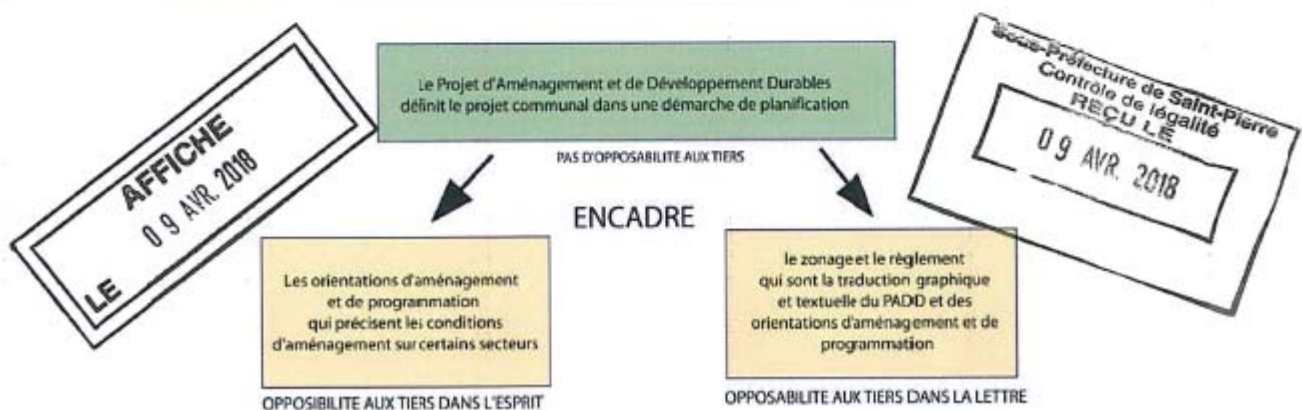 Le Projet d'Aménagement et de Développement Durables
définit le projet communal dans une démarche de planification
PAS D'OPPOSABILITE AUX TIERS
AFFICHE
LE 09 AVR. 2018
Sous-Préfecture de Saint-Pierre
Contrôle de légalité
REÇU LE
09 AVR. 2018
ENCADRE
Les orientations d'aménagement
et de programmation
qui précisent les conditions
d'aménagement sur certains secteurs
OPPOSIBILITE AUX TIERS DANS L'ESPRIT
le zonage et le règlement
qui sont la traduction graphique
et textuelle du PADD et des
orientations d'aménagement et de
programmation
OPPOSABILITE AUX TIERS DANS LA LETTRE